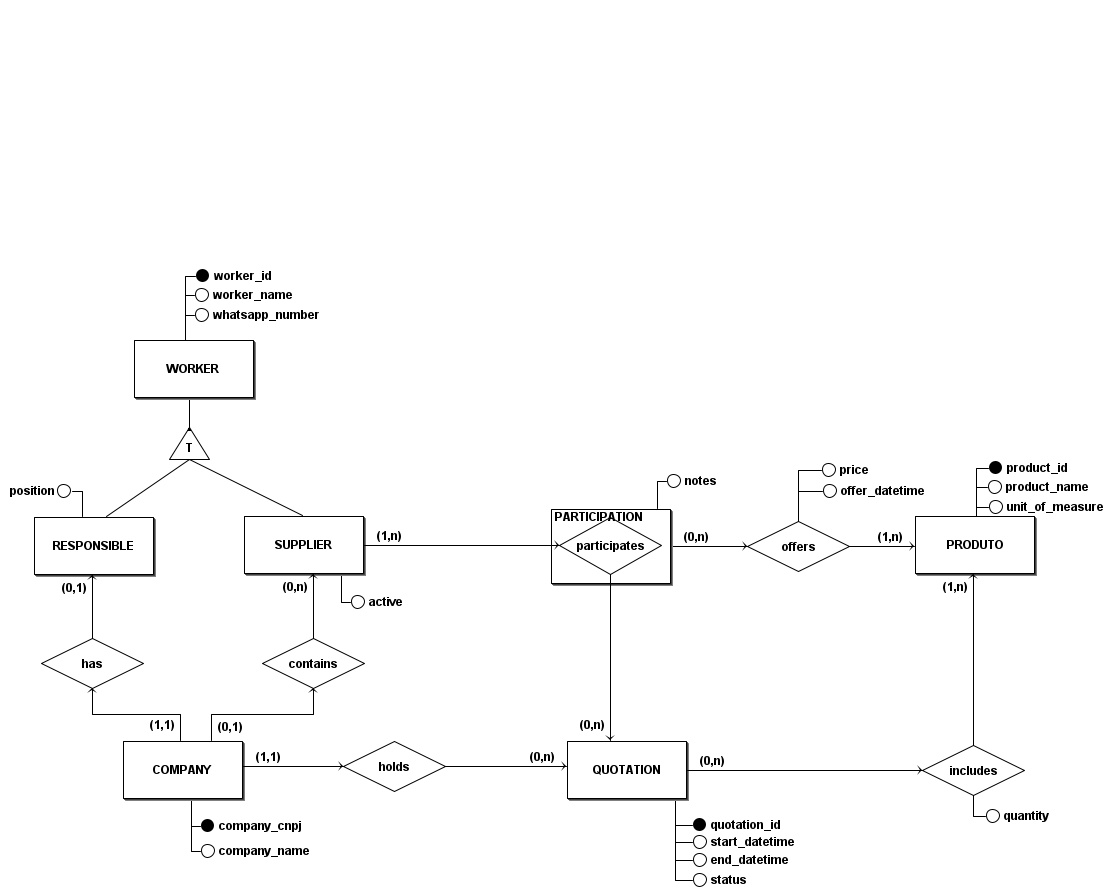 worker_id
worker_name
whatsapp_number
WORKER
T
position
RESPONSIBLE
SUPPLIER
(1,n)
PARTICIPATION
participates
notes
(0,n)
price
offer_datetime
offers
(1,n)
product_id
product_name
unit_of_measure
PRODUTO
(0,1)
(0,n)
active
(1,n)
has
contains
(1,1)
(0,1)
(0,n)
COMPANY
(1,1)
holds
(0,n)
QUOTATION
(0,n)
includes
quantity
company_cnpj
company_name
quotation_id
start_datetime
end_datetime
status